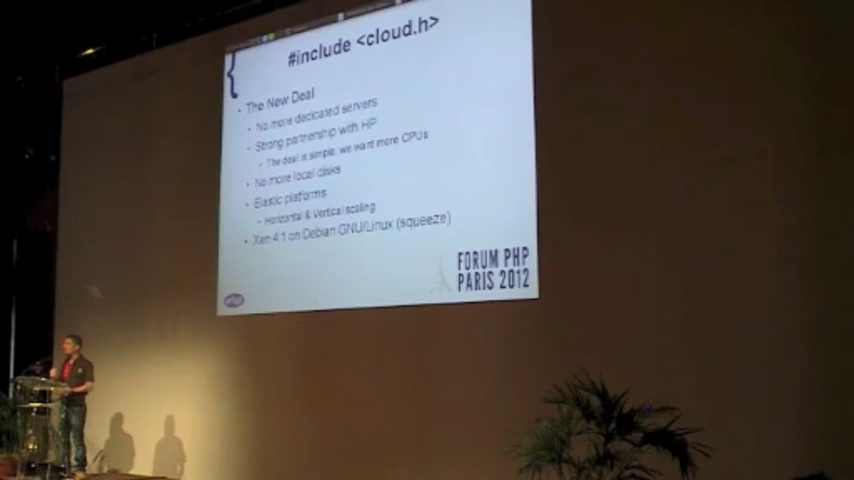 {
#include <cloud.h>
• The New Deal
• No more dedicated servers
• Strong partnership with HP
– The deal is simple: we want more CPUs
• No more local disks
• Elastic platforms
– Horizontal & Vertical scaling
• Xen 4.1 on Debian GNU/Linux (squeeze)
FORUM PHP
PARIS 2012